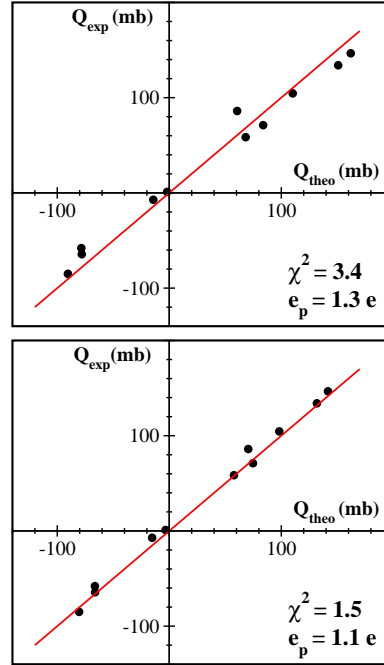 Q_exp (mb)
100
Q_theo (mb)
-100
100
-100
χ² = 3.4
e_p = 1.3 e
Q_exp (mb)
100
Q_theo (mb)
-100
100
-100
χ² = 1.5
e_p = 1.1 e